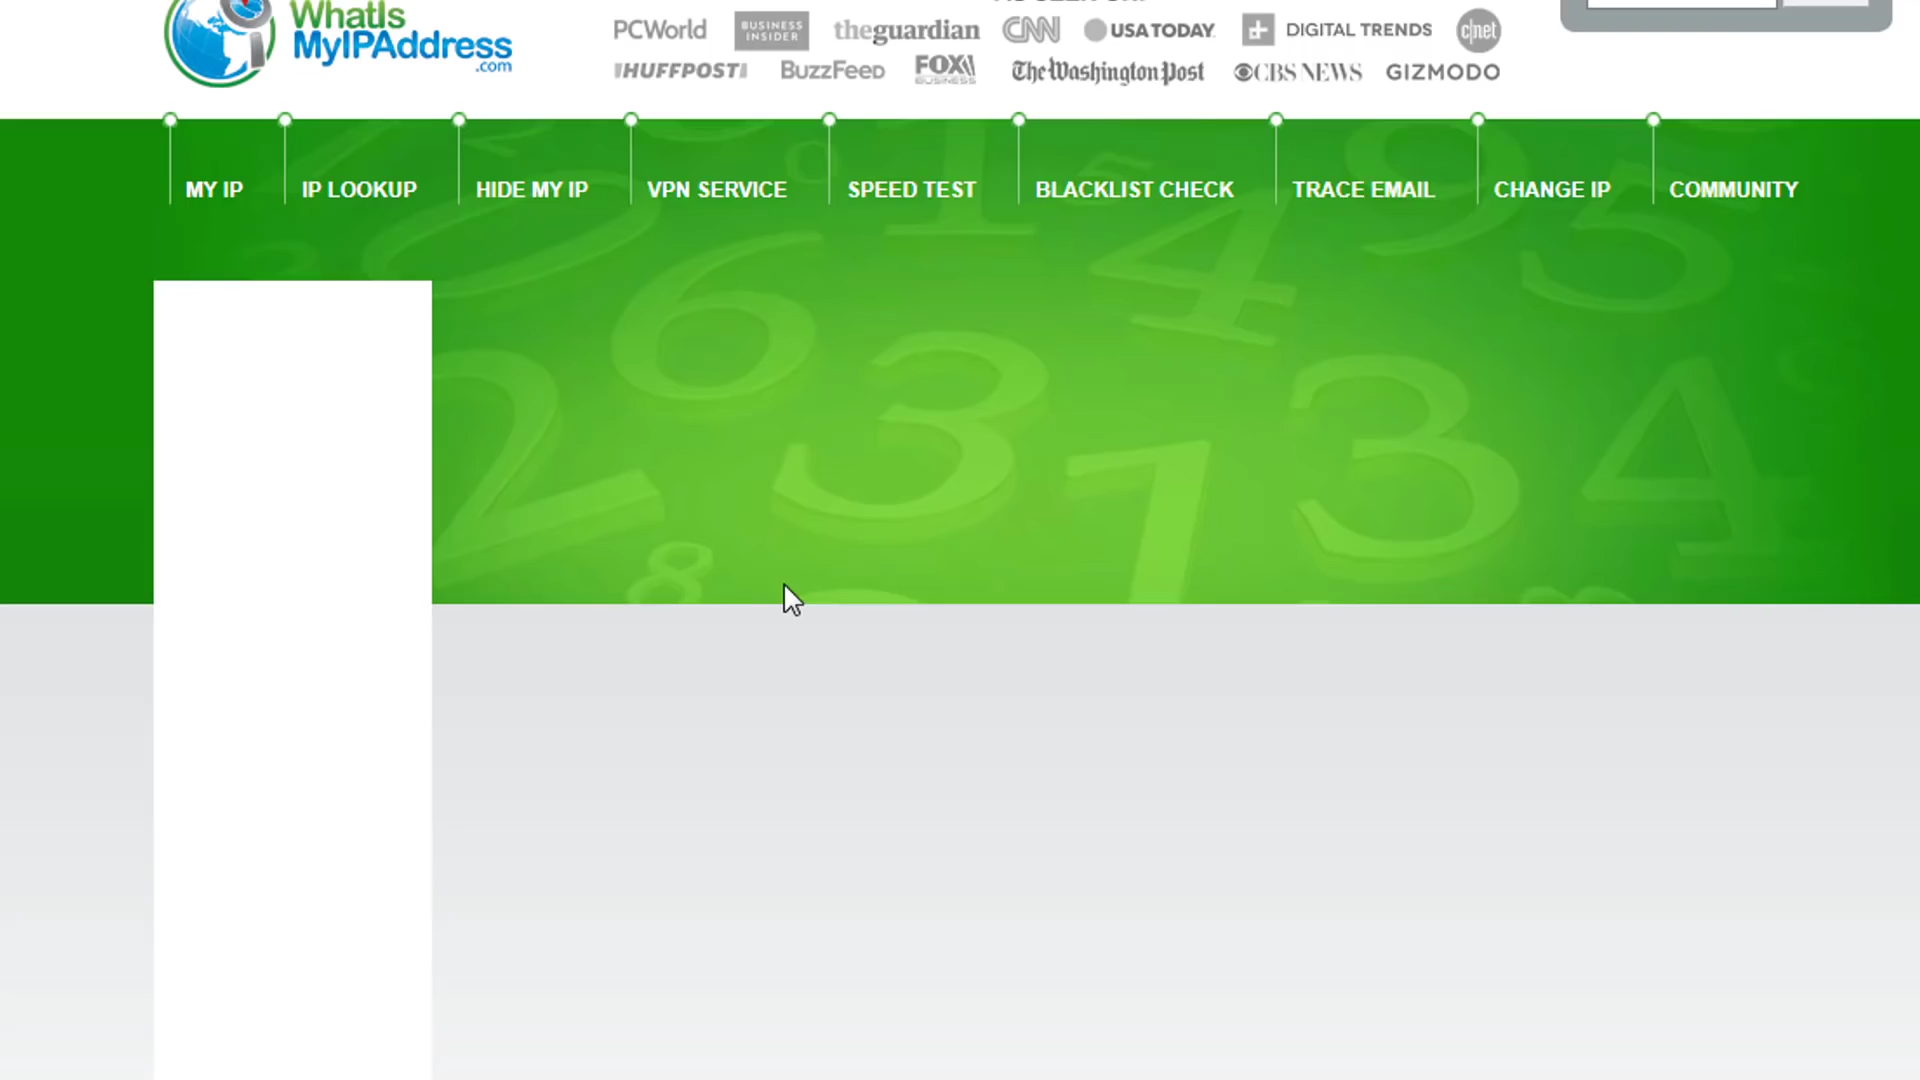 WhatIs
MyIPAddress
.com
PCWorld BUSINESS INSIDER theguardian CNN USA TODAY DIGITAL TRENDS c|net
HUFFPOST BuzzFeed FOX BUSINESS The Washington Post CBS NEWS GIZMODO
MY IP IP LOOKUP HIDE MY IP VPN SERVICE SPEED TEST BLACKLIST CHECK TRACE EMAIL CHANGE IP COMMUNITY